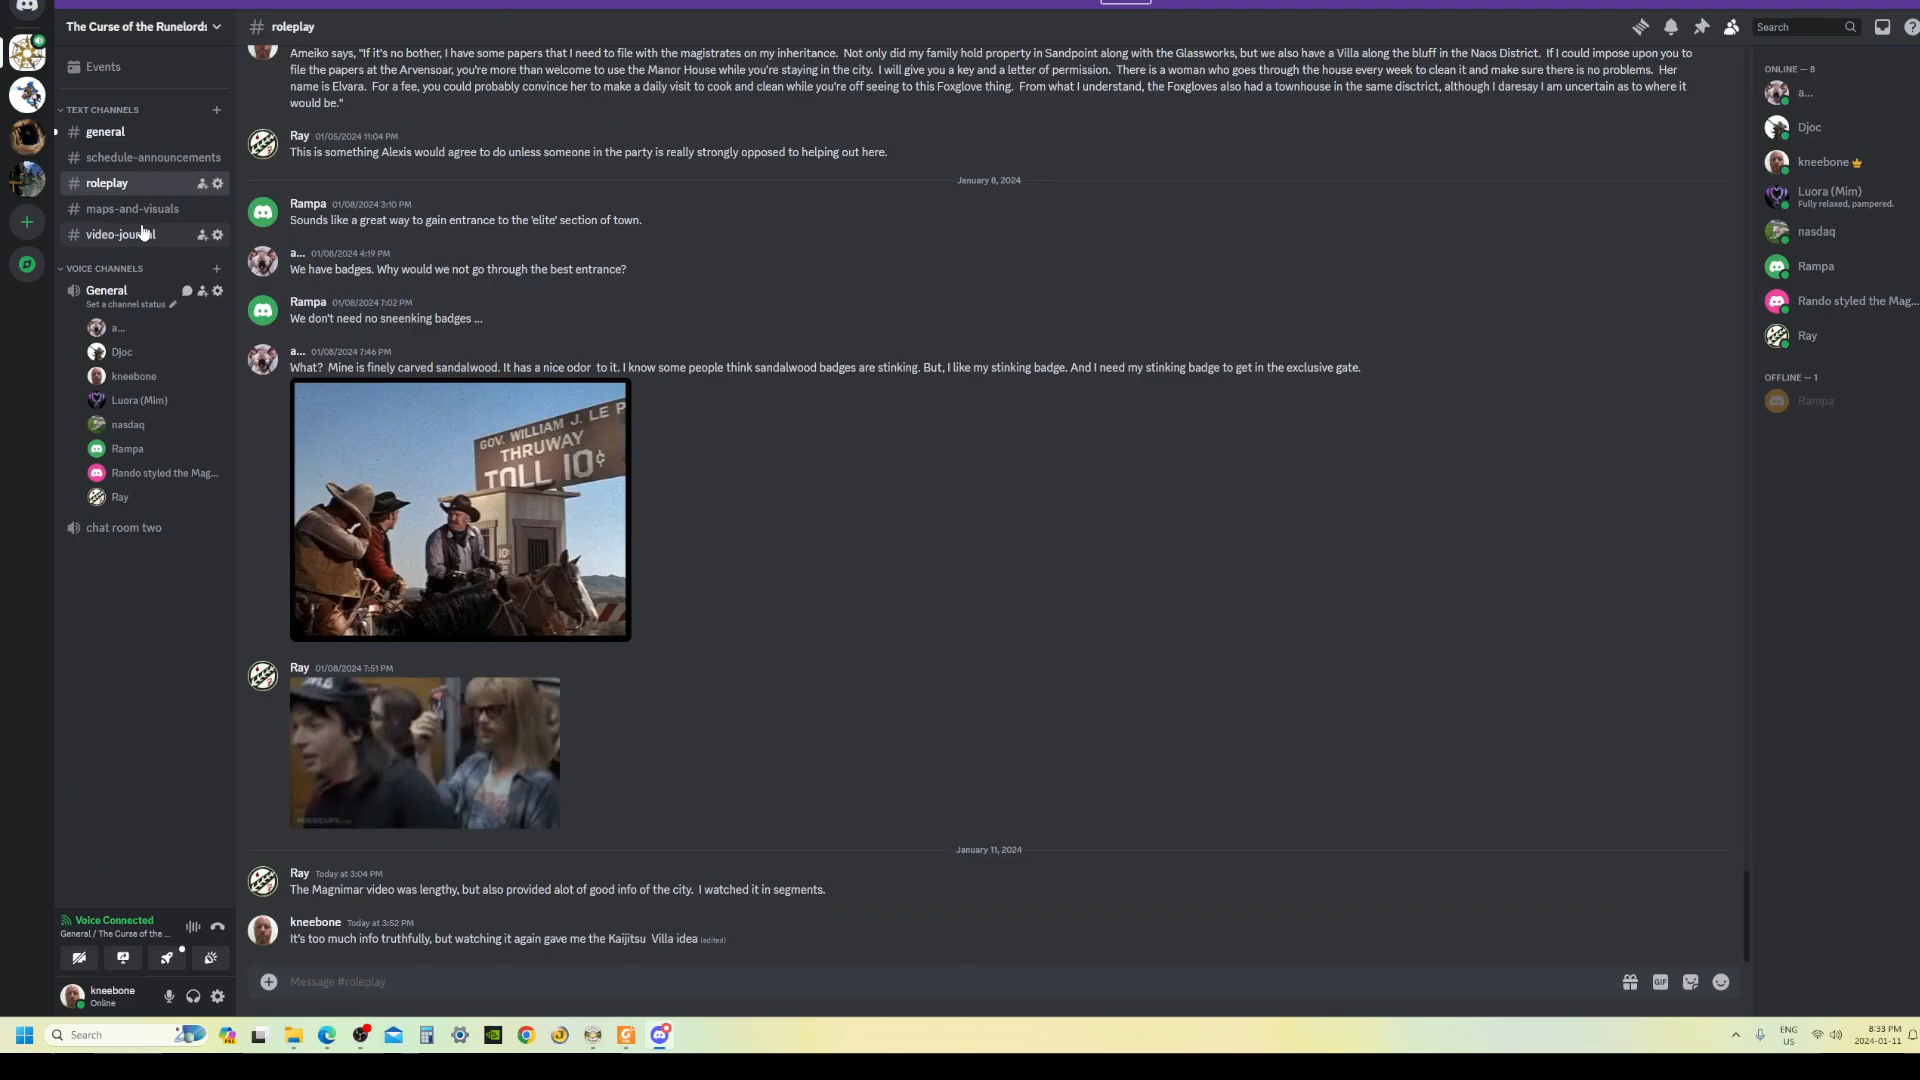 The Curse of the Runelords
Events
TEXT CHANNELS
general
schedule-announcements
roleplay
maps-and-visuals
video-journal
VOICE CHANNELS
General
Set a channel status
a...
Djoc
kneebone
Luora (Mim)
nasdaq
Rampa
Rando styled the Mag...
Ray
chat room two
Voice Connected
General / The Curse of the ...
kneebone
Online
# roleplay
Search
Ameiko says, "If it's no bother, I have some papers that I need to file with the magistrates on my inheritance. Not only did my family hold property in Sandpoint along with the Glassworks, but we also have a Villa along the bluff in the Naos District. If I could impose upon you to
file the papers at the Arvensoar, you're more than welcome to use the Manor House while you're staying in the city. I will give you a key and a letter of permission. There is a woman who goes through the house every week to clean it and make sure there is no problems. Her
name is Elvara. For a fee, you could probably convince her to make a daily visit to cook and clean while you're off seeing to this Foxglove thing. From what I understand, the Foxgloves also had a townhouse in the same disctrict, although I daresay I am uncertain as to where it
would be."
Ray 01/05/2024 11:04 PM
This is something Alexis would agree to do unless someone in the party is really strongly opposed to helping out here.
January 8, 2024
Rampa 01/08/2024 3:10 PM
Sounds like a great way to gain entrance to the 'elite' section of town.
a... 01/08/2024 4:19 PM
We have badges. Why would we not go through the best entrance?
Rampa 01/08/2024 7:02 PM
We don't need no sneenking badges ...
a... 01/08/2024 7:46 PM
What? Mine is finely carved sandalwood. It has a nice odor to it. I know some people think sandalwood badges are stinking. But, I like my stinking badge. And I need my stinking badge to get in the exclusive gate.
GOV. WILLIAM J. LE P
THRUWAY
TOLL 10¢
Ray 01/08/2024 7:51 PM
January 11, 2024
Ray Today at 3:04 PM
The Magnimar video was lengthy, but also provided alot of good info of the city. I watched it in segments.
kneebone Today at 3:52 PM
It's too much info truthfully, but watching it again gave me the Kaijitsu Villa idea (edited)
Message #roleplay
GIF
ONLINE — 8
a...
Djoc
kneebone
Luora (Mim)
Fully relaxed, pampered.
nasdaq
Rampa
Rando styled the Mag...
Ray
OFFLINE — 1
Rampa
Search
ENG
US
8:33 PM
2024-01-11